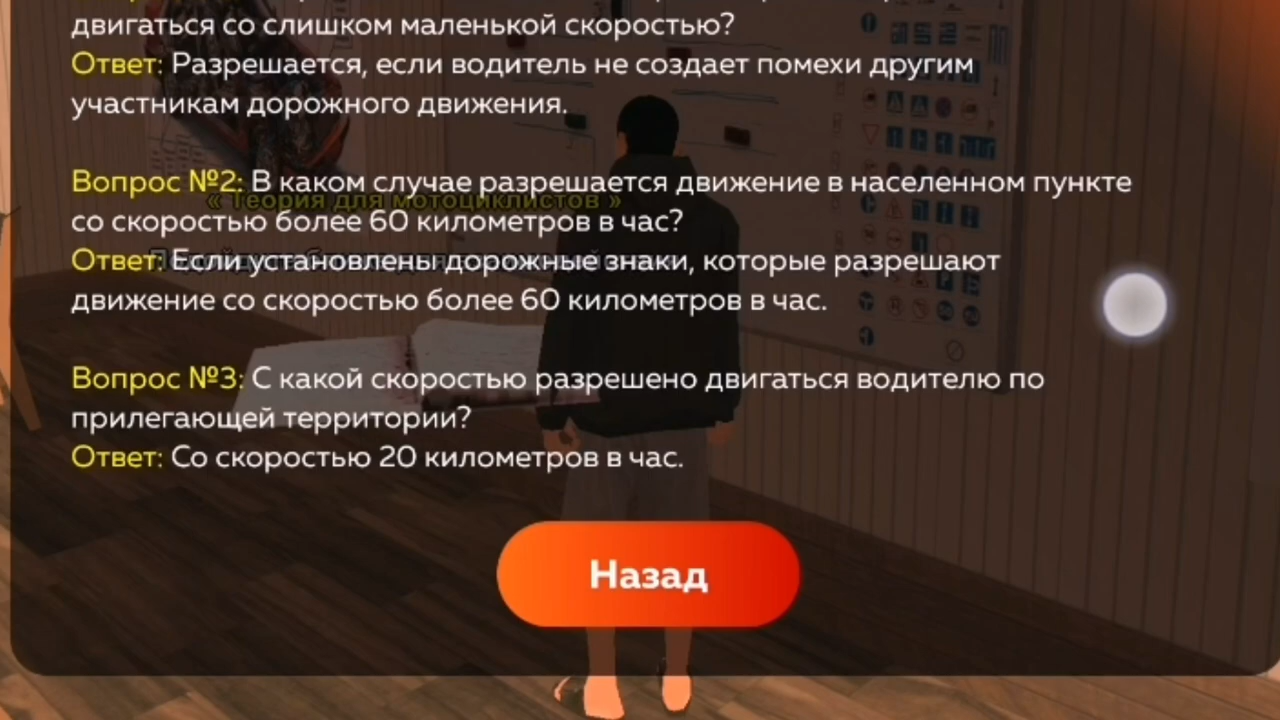 двигаться со слишком маленькой скоростью?
Ответ: Разрешается, если водитель не создает помехи другим
участникам дорожного движения.
Вопрос №2: В каком случае разрешается движение в населенном пункте
« Теория для мотоциклистов »
со скоростью более 60 километров в час?
Ответ: Если установлены дорожные знаки, которые разрешают
движение со скоростью более 60 километров в час.
Вопрос №3: С какой скоростью разрешено двигаться водителю по
прилегающей территории?
Ответ: Со скоростью 20 километров в час.
Назад